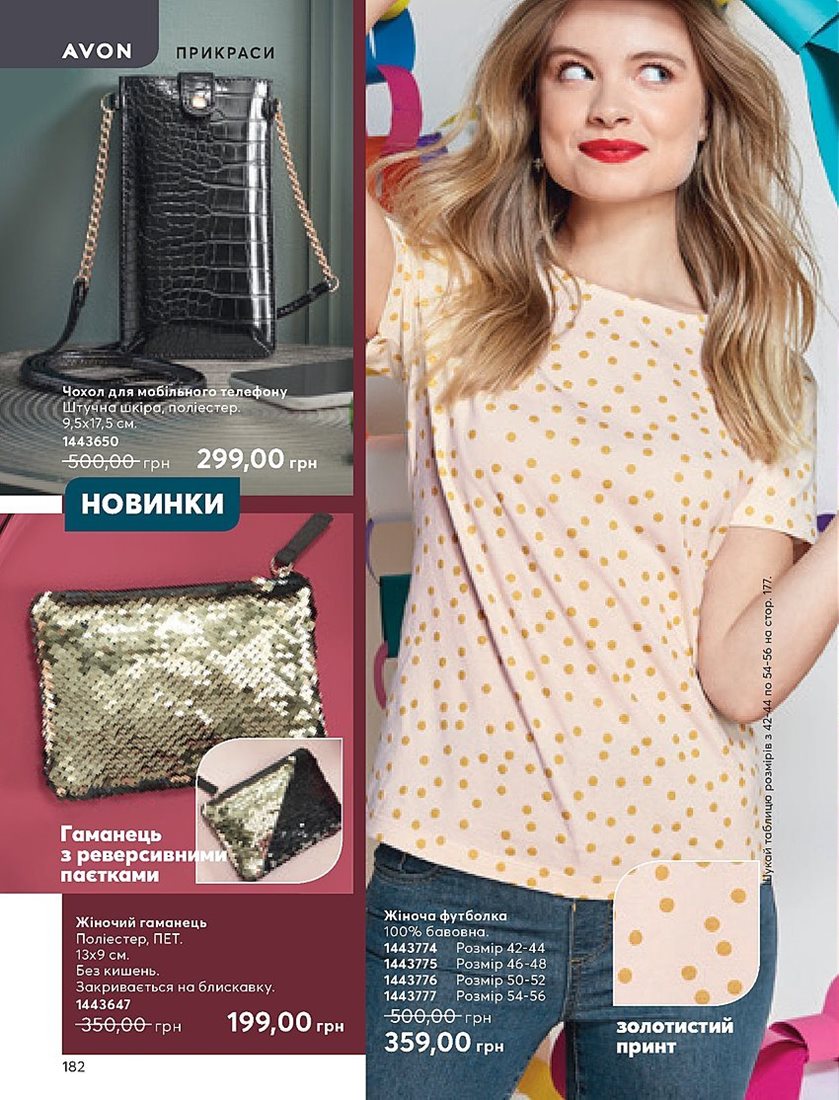 AVON
ПРИКРАСИ
Чохол для мобільного телефону
Штучна шкіра, поліестер.
9,5х17,5 см.
1443650
500,00 грн 299,00 грн
НОВИНКИ
Гаманець
з реверсивними
паєтками
Жіночий гаманець
Поліестер, ПЕТ.
13х9 см.
Без кишень.
Закривається на блискавку.
1443647
350,00 грн 199,00 грн
182
Жіноча футболка
100% бавовна.
1443774 Розмір 42-44
1443775 Розмір 46-48
1443776 Розмір 50-52
1443777 Розмір 54-56
500,00 грн
359,00 грн
золотистий
принт
Шукай таблицю розмірів з 42-44 по 54-56 на стор. 177.